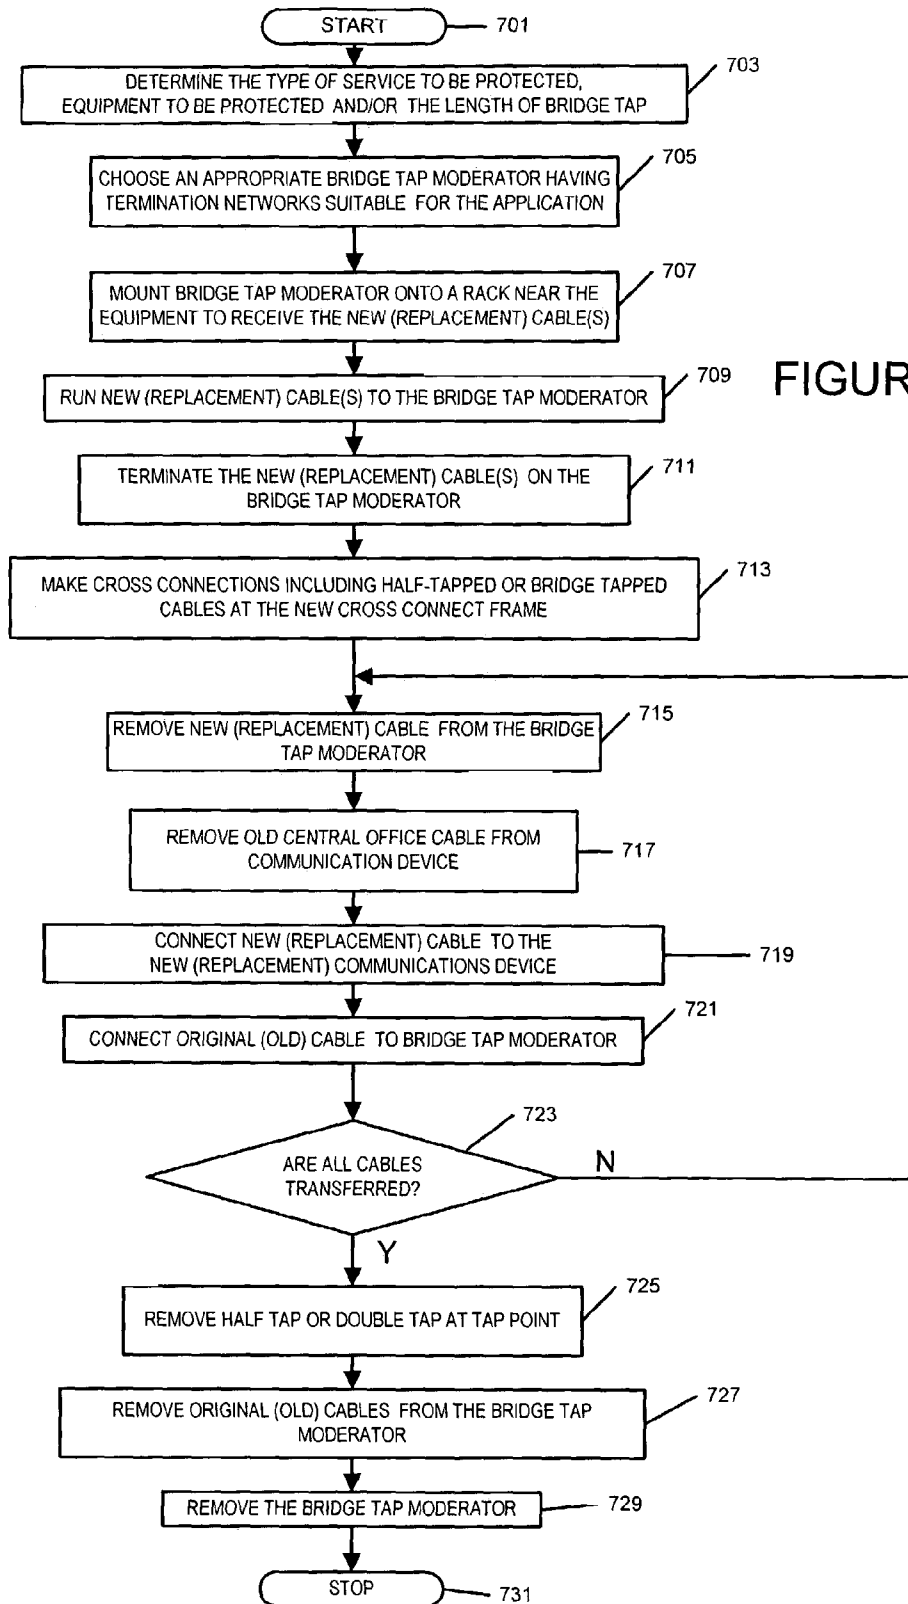 START
701
DETERMINE THE TYPE OF SERVICE TO BE PROTECTED,
EQUIPMENT TO BE PROTECTED AND/OR THE LENGTH OF BRIDGE TAP
703
CHOOSE AN APPROPRIATE BRIDGE TAP MODERATOR HAVING
TERMINATION NETWORKS SUITABLE FOR THE APPLICATION
705
MOUNT BRIDGE TAP MODERATOR ONTO A RACK NEAR THE
EQUIPMENT TO RECEIVE THE NEW (REPLACEMENT) CABLE(S)
707
RUN NEW (REPLACEMENT) CABLE(S) TO THE BRIDGE TAP MODERATOR
709
FIGUR
TERMINATE THE NEW (REPLACEMENT) CABLE(S) ON THE
BRIDGE TAP MODERATOR
711
MAKE CROSS CONNECTIONS INCLUDING HALF-TAPPED OR BRIDGE TAPPED
CABLES AT THE NEW CROSS CONNECT FRAME
713
REMOVE NEW (REPLACEMENT) CABLE FROM THE BRIDGE
TAP MODERATOR
715
REMOVE OLD CENTRAL OFFICE CABLE FROM
COMMUNICATION DEVICE
717
CONNECT NEW (REPLACEMENT) CABLE TO THE
NEW (REPLACEMENT) COMMUNICATIONS DEVICE
719
CONNECT ORIGINAL (OLD) CABLE TO BRIDGE TAP MODERATOR
721
ARE ALL CABLES
TRANSFERRED?
723
N
Y
REMOVE HALF TAP OR DOUBLE TAP AT TAP POINT
725
REMOVE ORIGINAL (OLD) CABLES FROM THE BRIDGE TAP
MODERATOR
727
REMOVE THE BRIDGE TAP MODERATOR
729
STOP
731